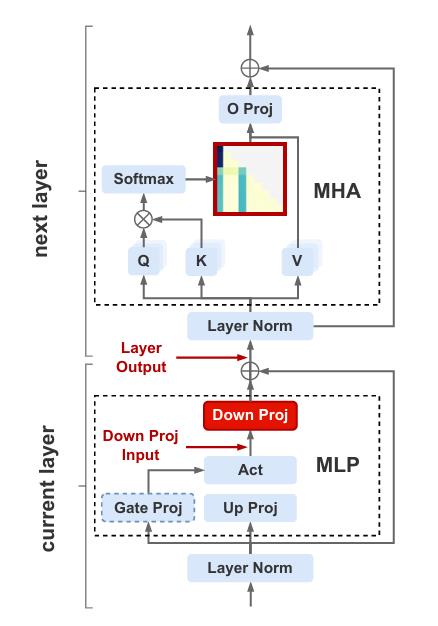 next layer
O Proj
Softmax
MHA
Q
K
V
Layer Norm
Layer
Output
current layer
Down Proj
Down Proj
Input
Act
MLP
Gate Proj
Up Proj
Layer Norm